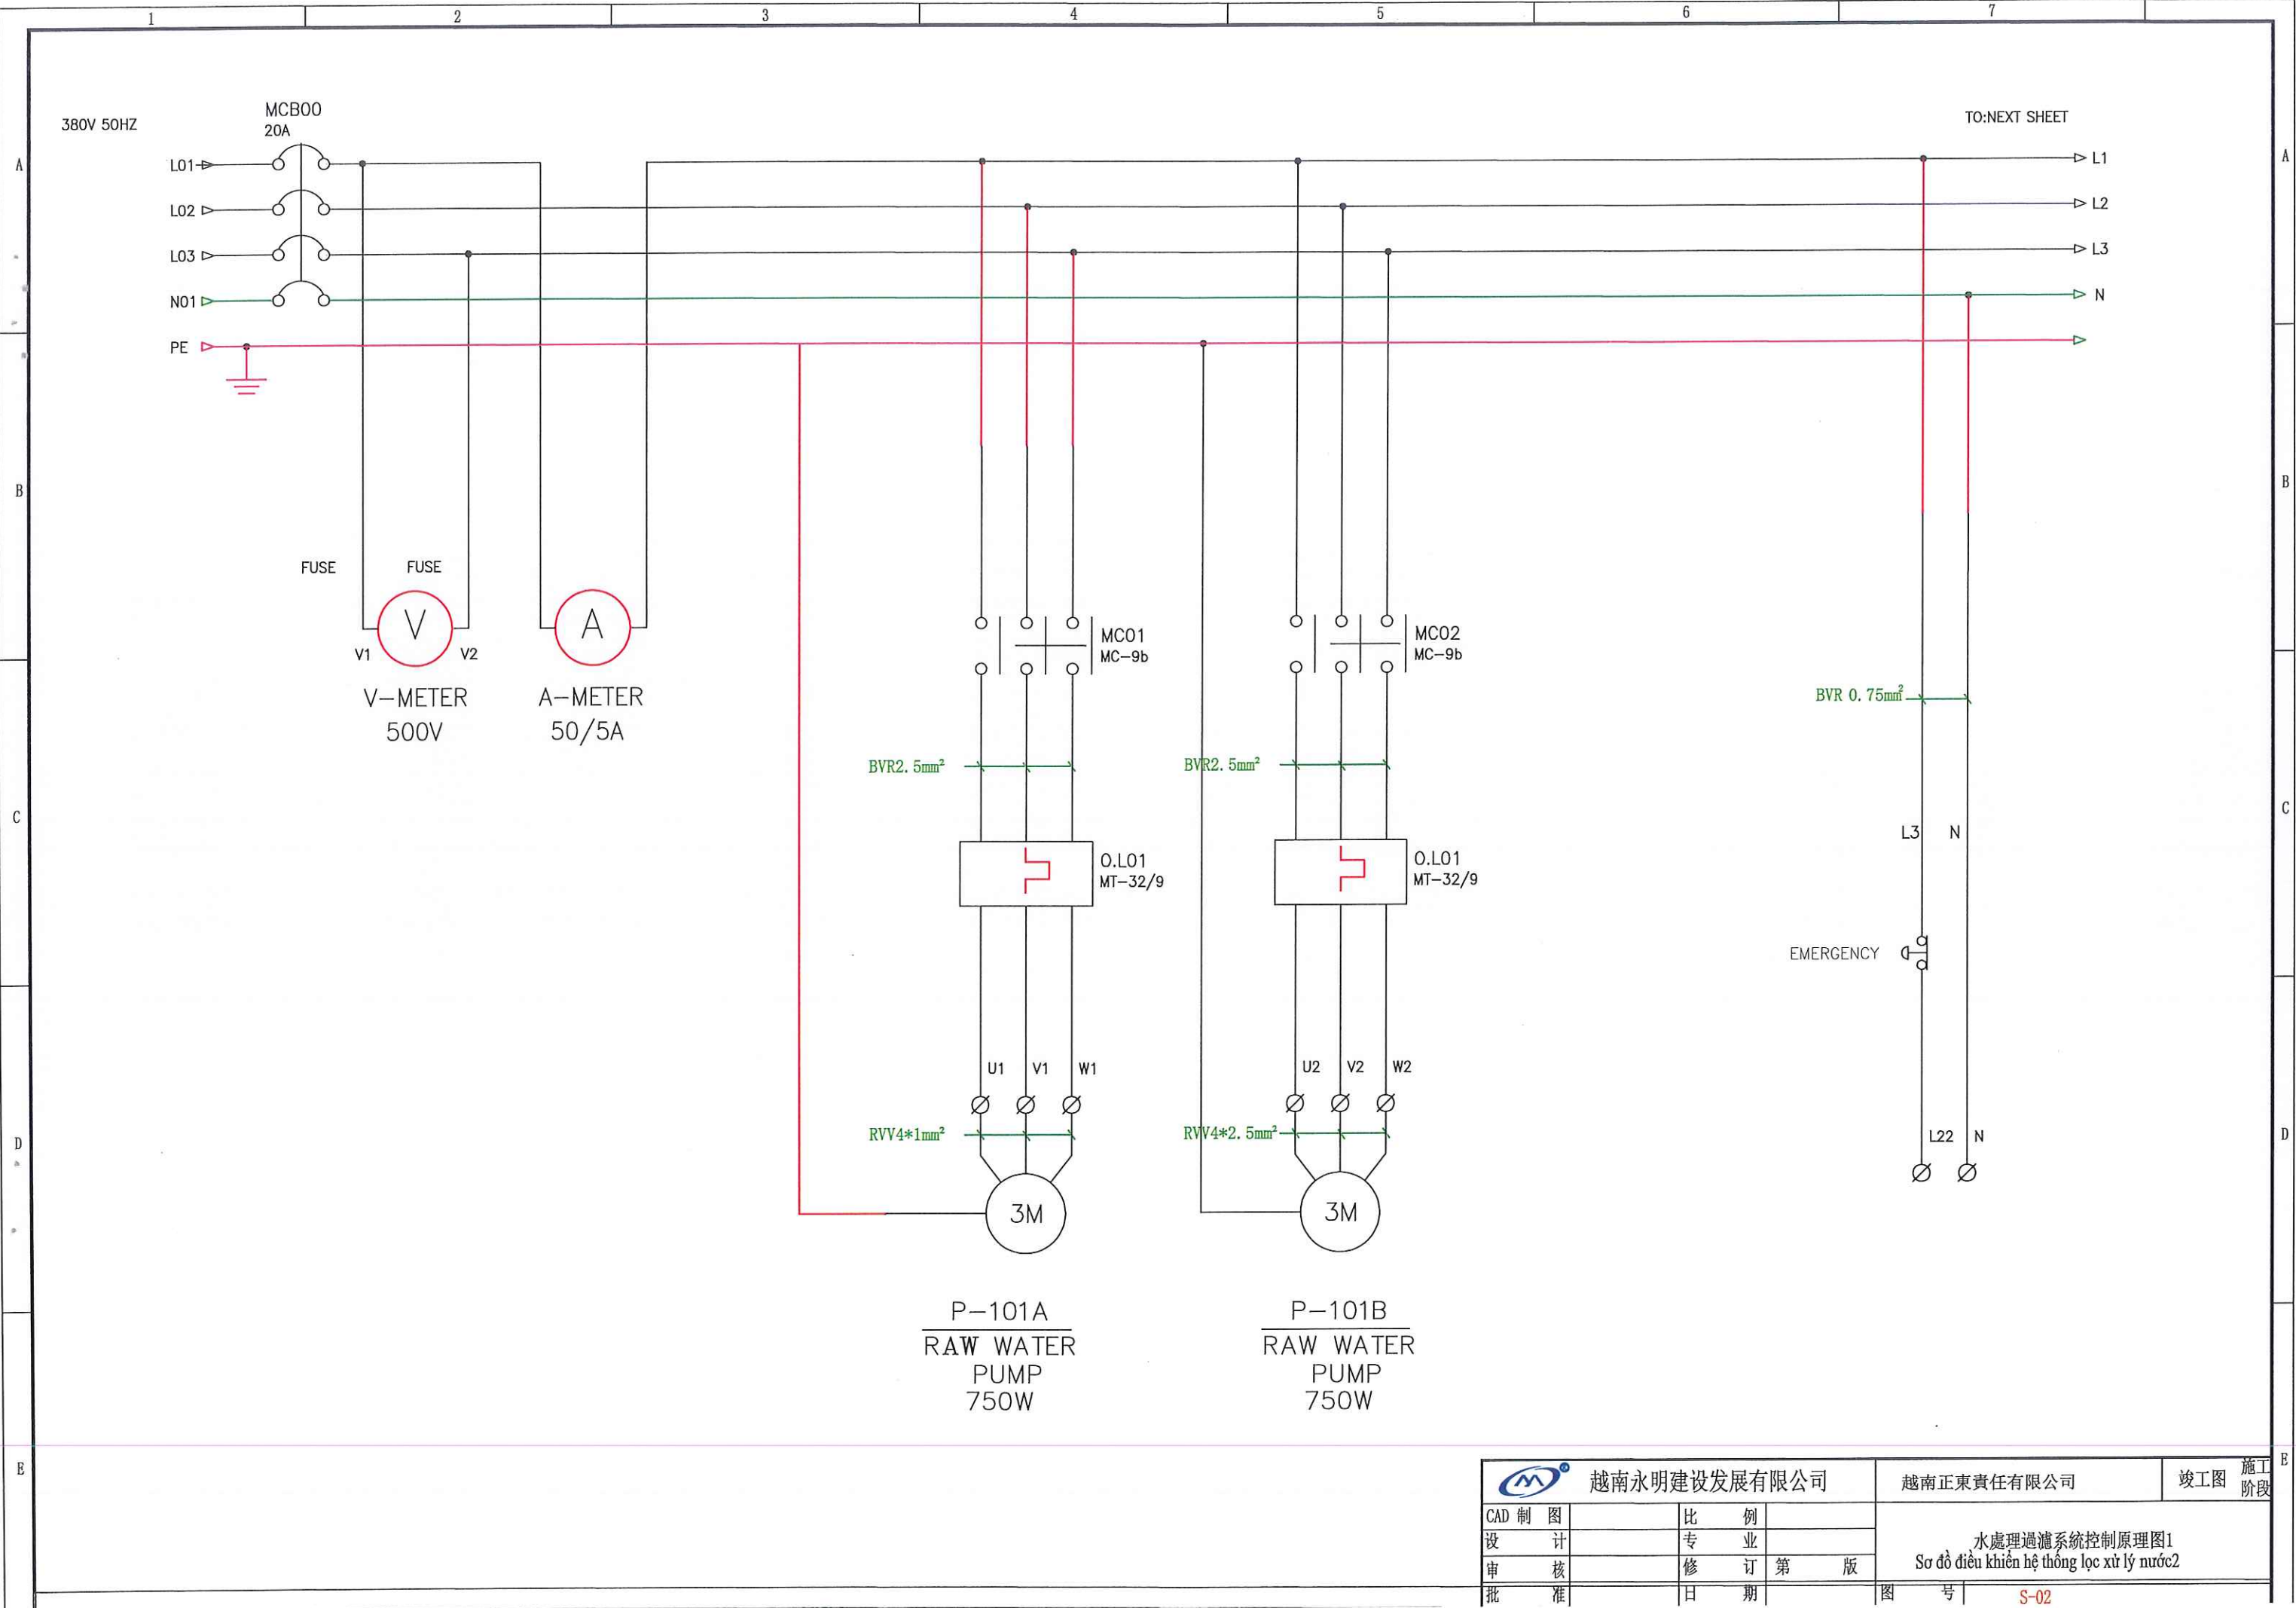 1 2 3 4 5 6 7
A
B
C
D
E
A
B
C
D
E
380V 50HZ
MCB00
20A
TO:NEXT SHEET
L01
L02
L03
N01
PE
L1
L2
L3
N
FUSE
FUSE
V
A
V1
V2
V-METER
500V
A-METER
50/5A
MC01
MC-9b
MC02
MC-9b
BVR 0.75mm²
BVR2.5mm²
BVR2.5mm²
L3 N
O.L01
MT-32/9
O.L01
MT-32/9
EMERGENCY
U1 V1 W1
U2 V2 W2
RVV4*1mm²
RVV4*2.5mm²
L22 N
3M
3M
P-101A
RAW WATER
PUMP
750W
P-101B
RAW WATER
PUMP
750W
越南永明建设发展有限公司
越南正東責任有限公司
竣工图
施工
阶段
CAD 制 图
比 例
设 计
专 业
审 核
修 订
第 版
批 准
日 期
水處理過濾系統控制原理图1
Sơ đồ điều khiển hệ thống lọc xử lý nước2
图 号
S-02